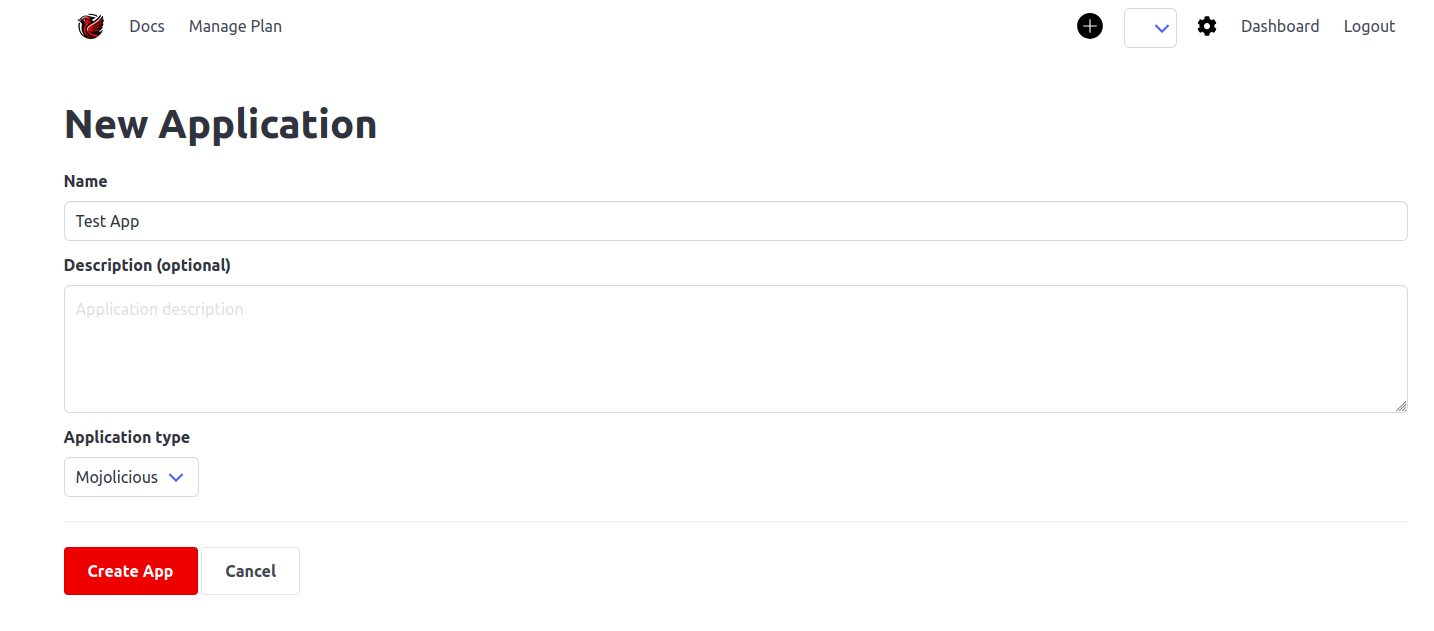 Docs Manage Plan Dashboard Logout
New Application
Name
Test App
Description (optional)
Application description
Application type
Mojolicious
Create App Cancel